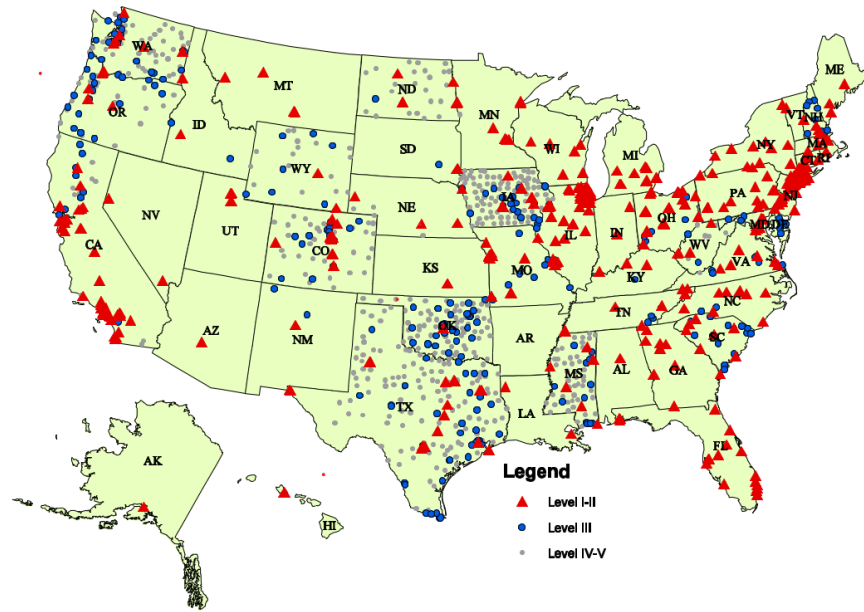 WA
ME
MT
ND
VT
NH
MN
OR
ID
NY
MA
WI
CT
RI
SD
MI
WY
PA
NJ
IA
NE
OH
MD
DE
NV
IL
IN
UT
WV
CA
CO
VA
KS
MO
KY
NC
TN
OK
AZ
NM
AR
SC
MS
AL
GA
TX
LA
FL
AK
HI
Legend
Level I-II
Level III
Level IV-V